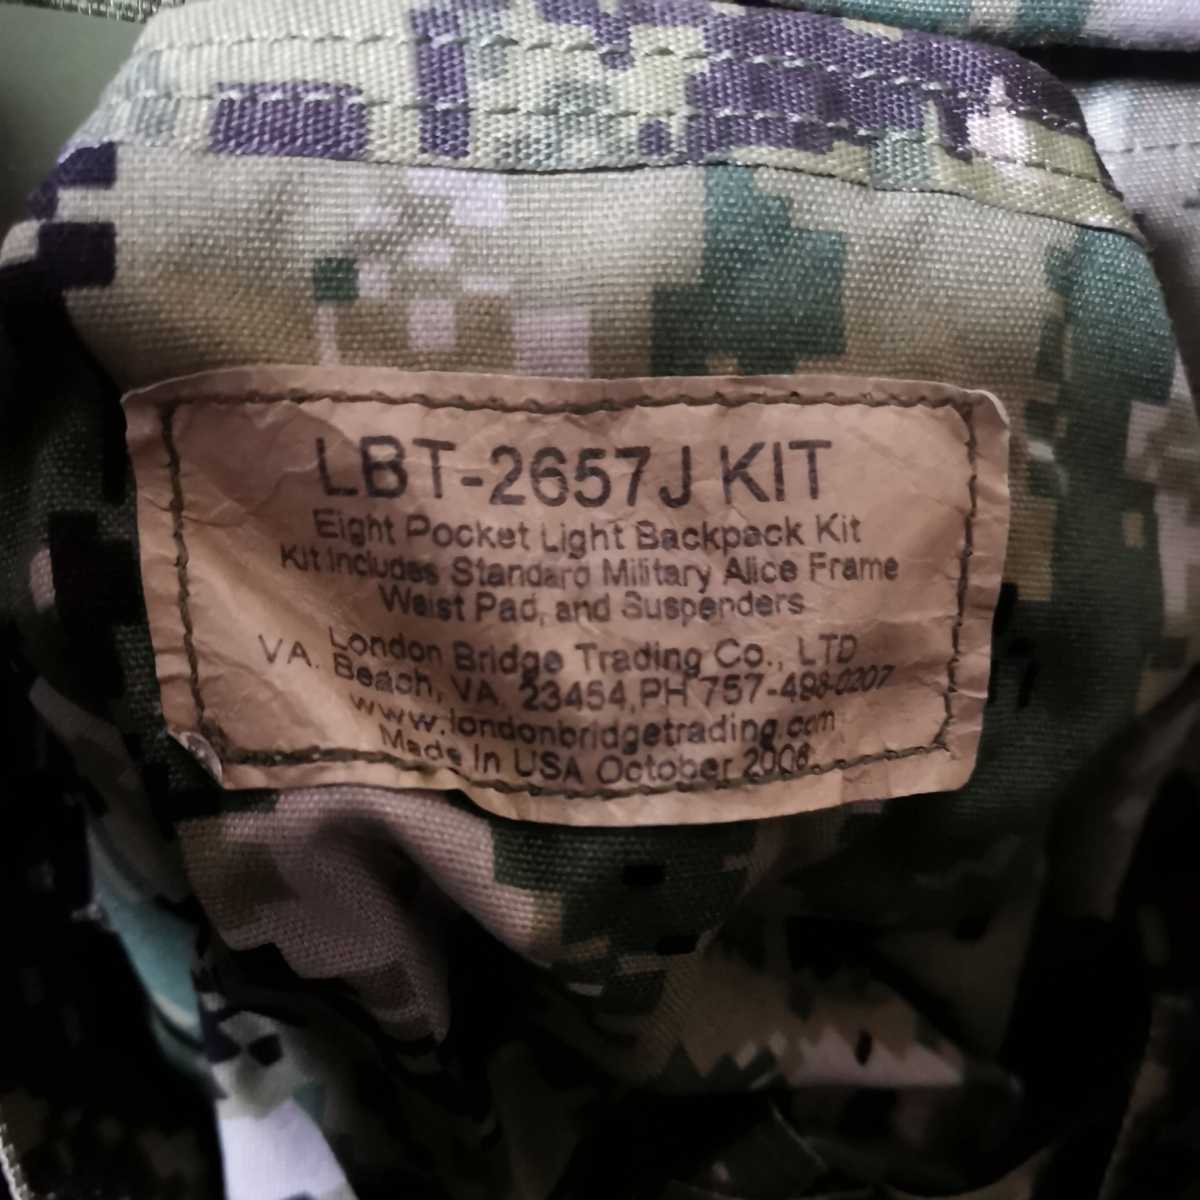 LBT-2657J KIT
Eight Pocket Light Backpack Kit
Kit Includes Standard Military Alice Frame
Waist Pad, and Suspenders
London Bridge Trading Co., LTD
VA. Beach, VA. 23454, PH 757-498-0207
www.londonbridgetrading.com
Made In USA October